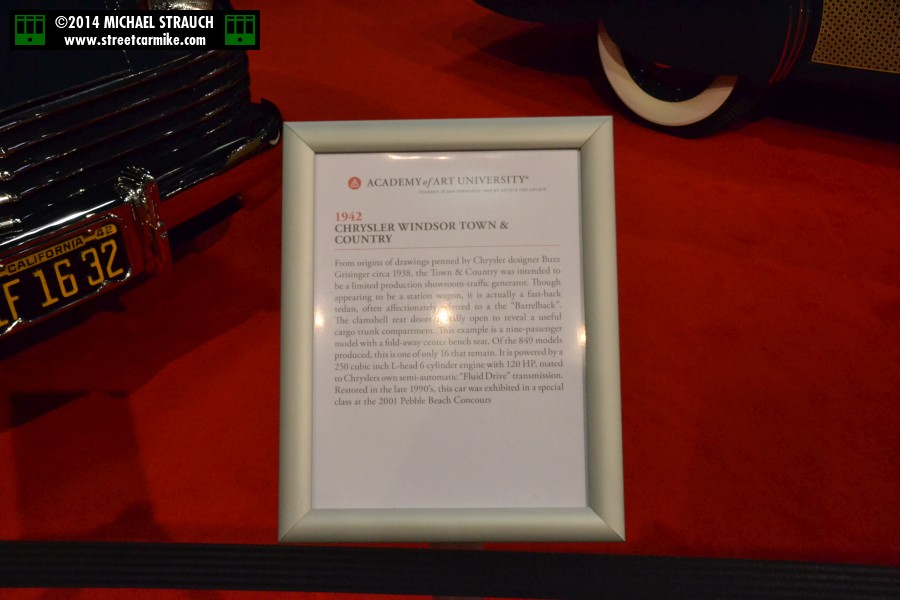 ©2014 MICHAEL STRAUCH
www.streetcarmike.com
CALIFORNIA 42
F 16 32
ACADEMY of ART UNIVERSITY®
1942
CHRYSLER WINDSOR TOWN &
COUNTRY
From origins of drawings penned by Chrysler designer Buzz
Grisinger circa 1938, the Town & Country was intended to
be a limited production showroom-traffic generator. Though
appearing to be a station wagon, it is actually a fast-back
sedan, often affectionately referred to a the "Barrelback".
The clamshell rear doors open to reveal a useful
cargo trunk compartment. This example is a nine-passenger
model with a fold-away center bench seat. Of the 849 models
produced, this is one of only 16 that remain. It is powered by a
250 cubic inch L-head 6 cylinder engine with 120 HP, mated
to Chryslers own semi-automatic "Fluid Drive" transmission.
Restored in the late 1990's, this car was exhibited in a special
class at the 2001 Pebble Beach Concours